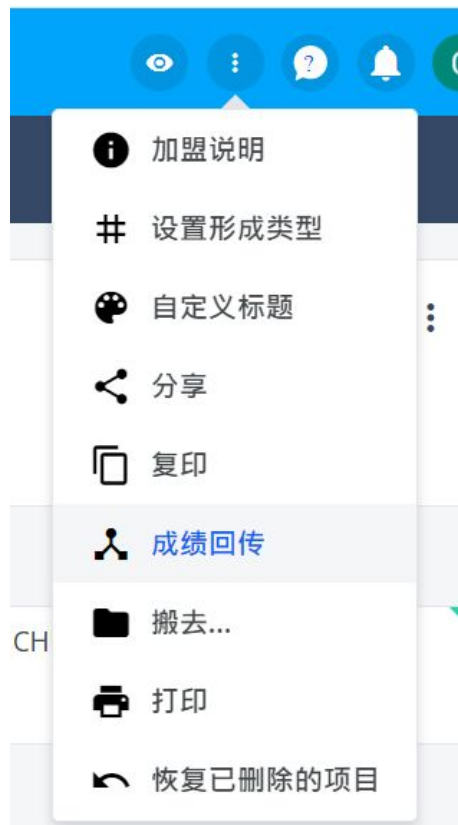 ?
加盟说明
设置形成类型
自定义标题
分享
复印
成绩回传
搬去...
CH
打印
恢复已删除的项目